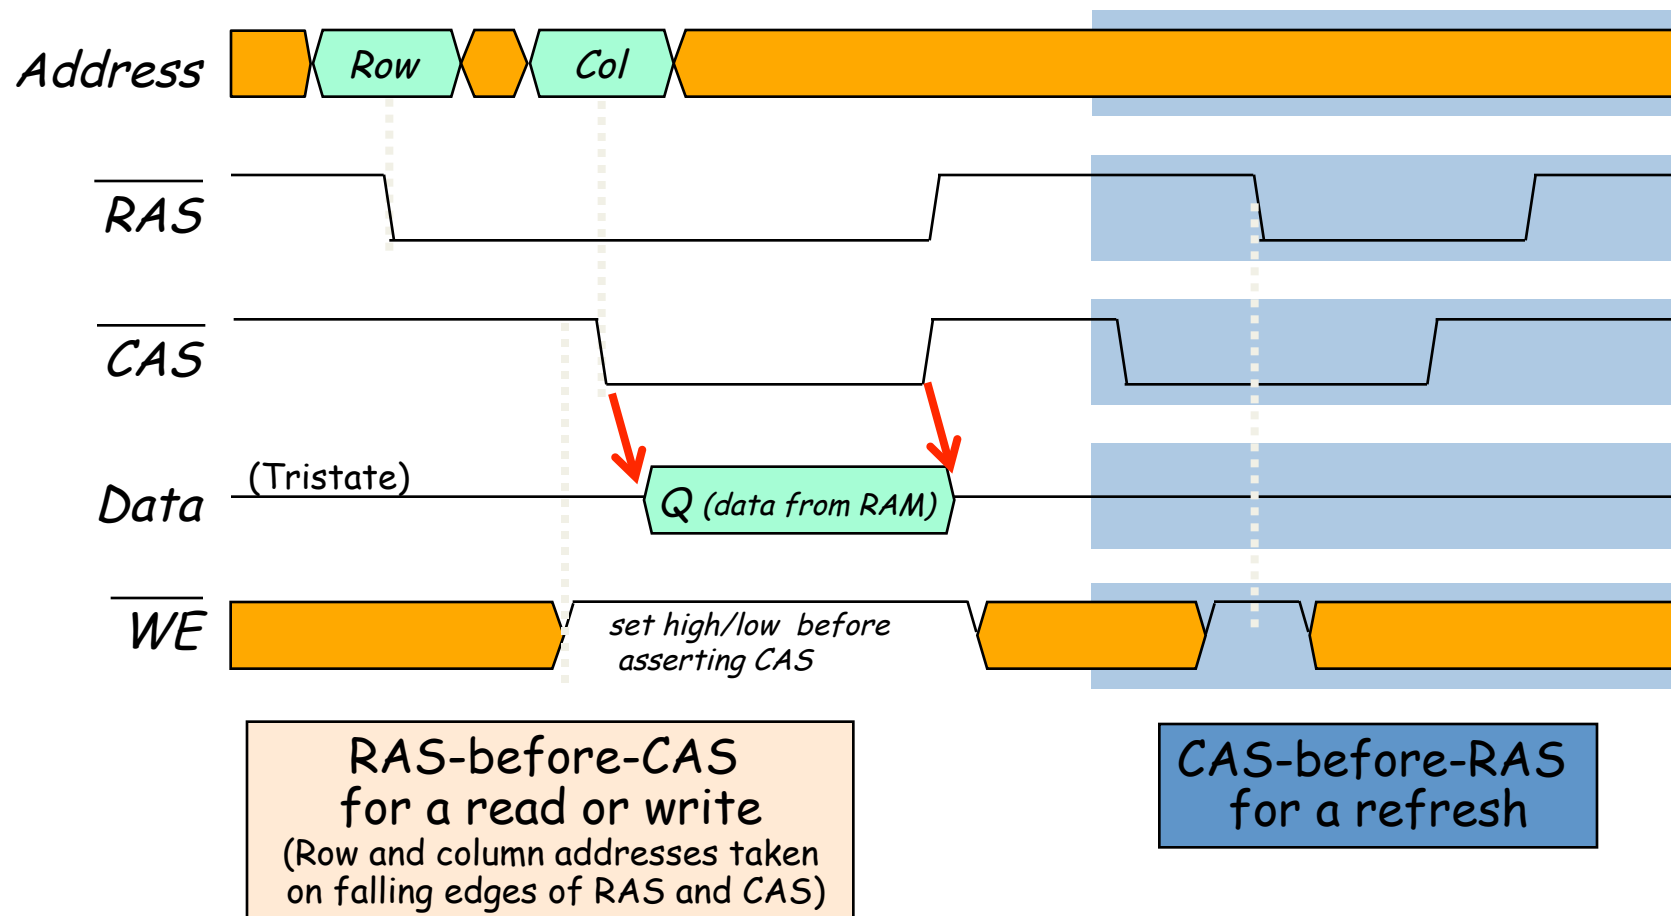 Address
Row
Col
RAS
CAS
Data
(Tristate)
Q (data from RAM)
WE
set high/low before
asserting CAS
RAS-before-CAS
for a read or write
(Row and column addresses taken
on falling edges of RAS and CAS)
CAS-before-RAS
for a refresh